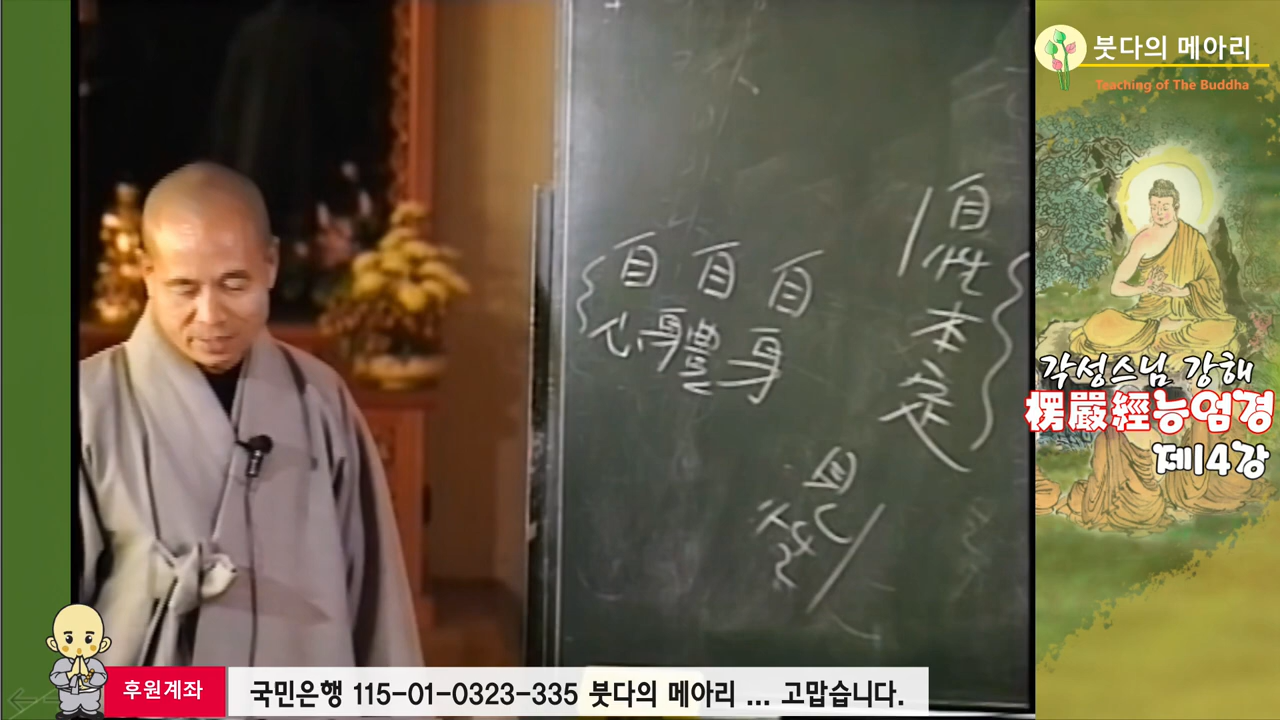 붓다의 메아리
Teaching of The Buddha
自性本定
自身
自體
自心
각성스님 강해
楞嚴經능엄경
제14강
후원계좌
국민은행 115-01-0323-335 붓다의 메아리 ... 고맙습니다.